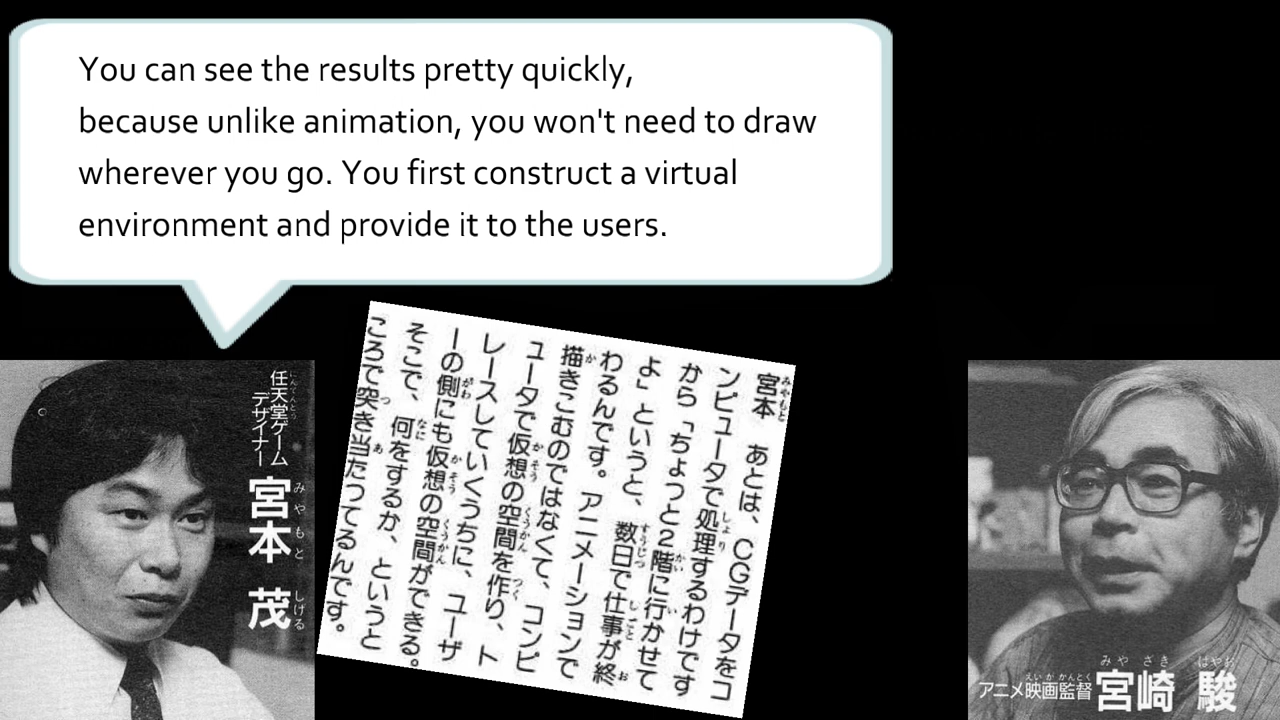 You can see the results pretty quickly,
because unlike animation, you won't need to draw
wherever you go. You first construct a virtual
environment and provide it to the users.
任天堂ゲーム
デザイナー
宮本 茂
宮本 あとは、CGデータをコ
ンピュータで処理するわけです
から「ちょっと2階に行かせて
よ」というと、数日で仕事が終
わるんです。アニメーションで
描きこむのではなくて、コンピ
ュータで仮想の空間を作り、ト
レースしていくうちに、ユーザ
ーの側にも仮想の空間ができる。
そこで、何をするか、というと
ころで突き当たってるんです。
アニメ映画監督 宮崎 駿